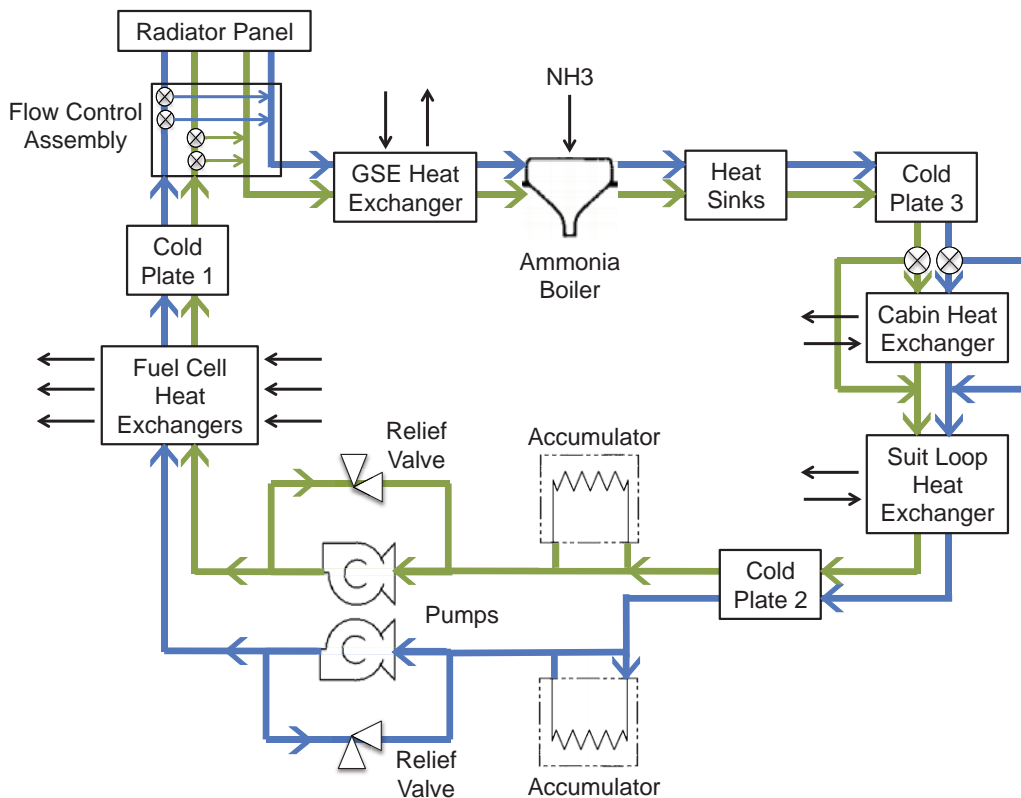 Radiator Panel
Flow Control
Assembly
NH3
GSE Heat
Exchanger
Ammonia
Boiler
Heat
Sinks
Cold
Plate 3
Cold
Plate 1
Cabin Heat
Exchanger
Fuel Cell
Heat
Exchangers
Relief
Valve
Accumulator
Suit Loop
Heat
Exchanger
Cold
Plate 2
Pumps
Relief
Valve
Accumulator